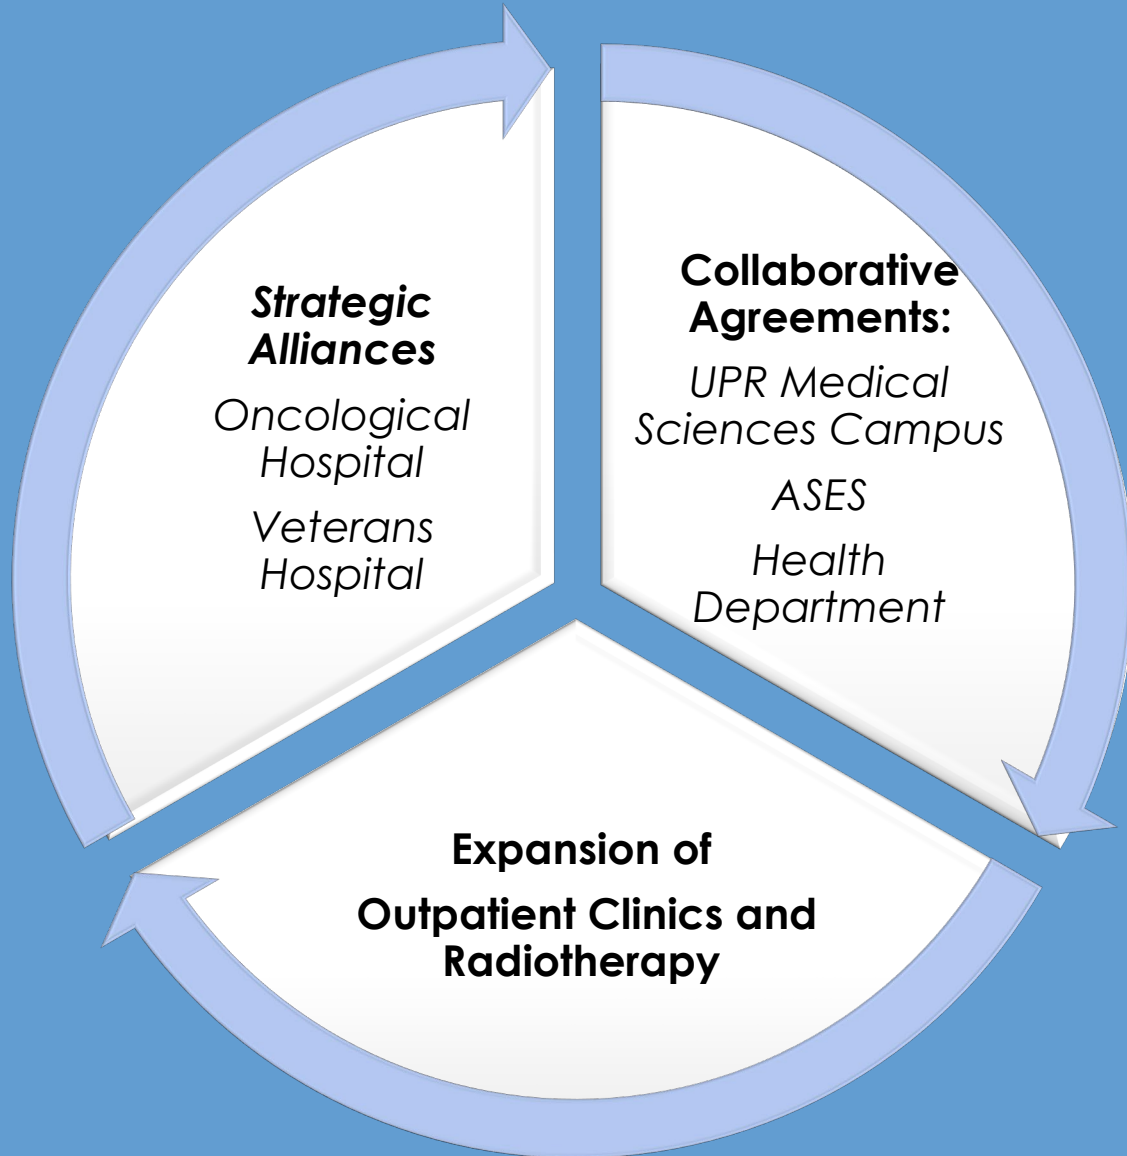 Strategic
Alliances
Oncological
Hospital
Veterans
Hospital
Collaborative
Agreements:
UPR Medical
Sciences Campus
ASES
Health
Department
Expansion of
Outpatient Clinics and
Radiotherapy